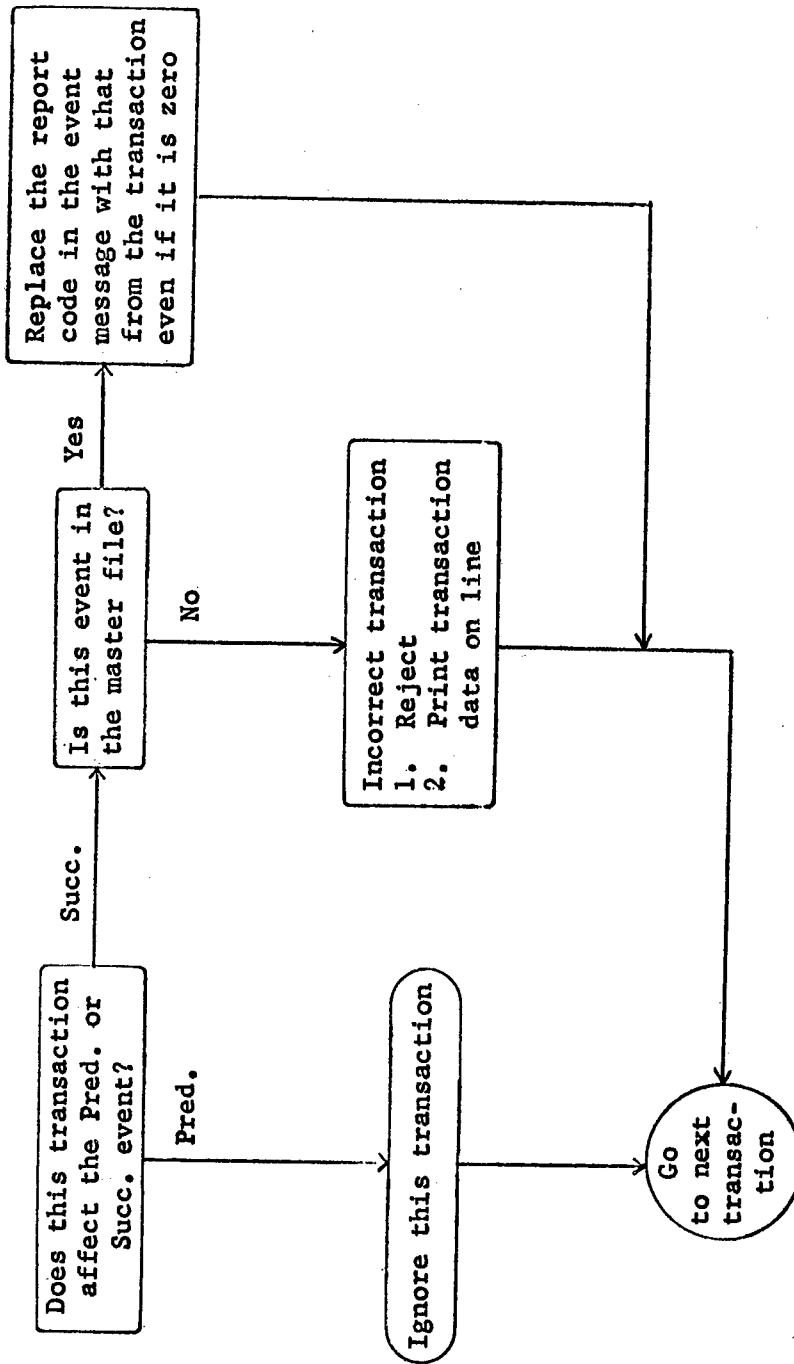 Does this transaction
affect the Pred. or
Succ. event?
Succ.
Is this event in
the master file?
Yes
Replace the report
code in the event
message with that
from the transaction
even if it is zero
Pred.
No
Ignore this transaction
Incorrect transaction
1. Reject
2. Print transaction
data on line
Go
to next
transac-
tion